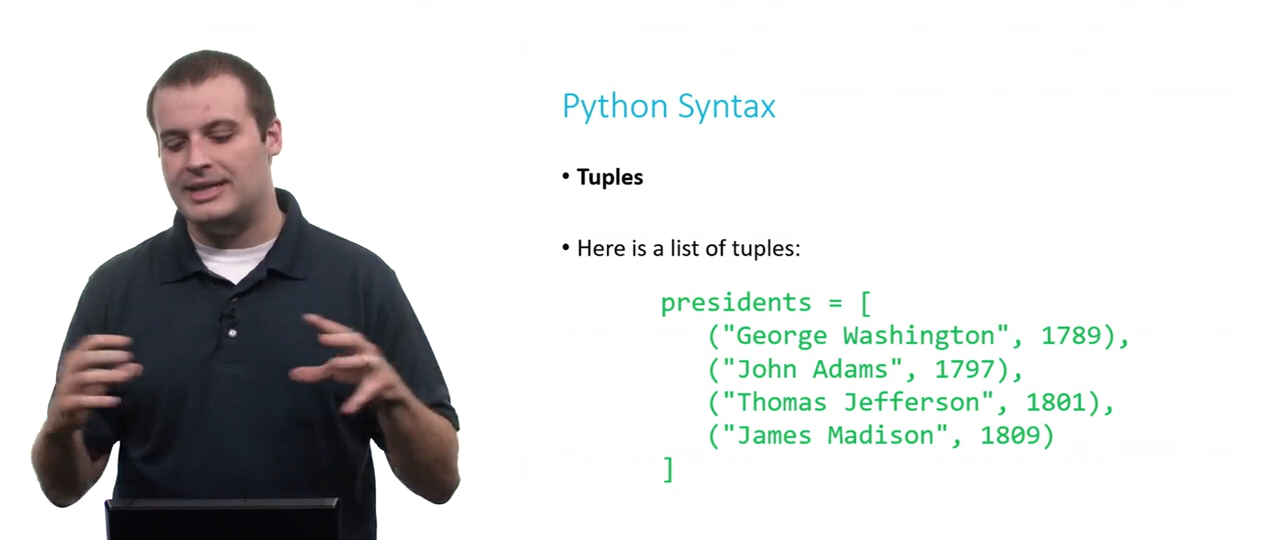 Python Syntax
• Tuples
• Here is a list of tuples:
presidents = [
("George Washington", 1789),
("John Adams", 1797),
("Thomas Jefferson", 1801),
("James Madison", 1809)
]